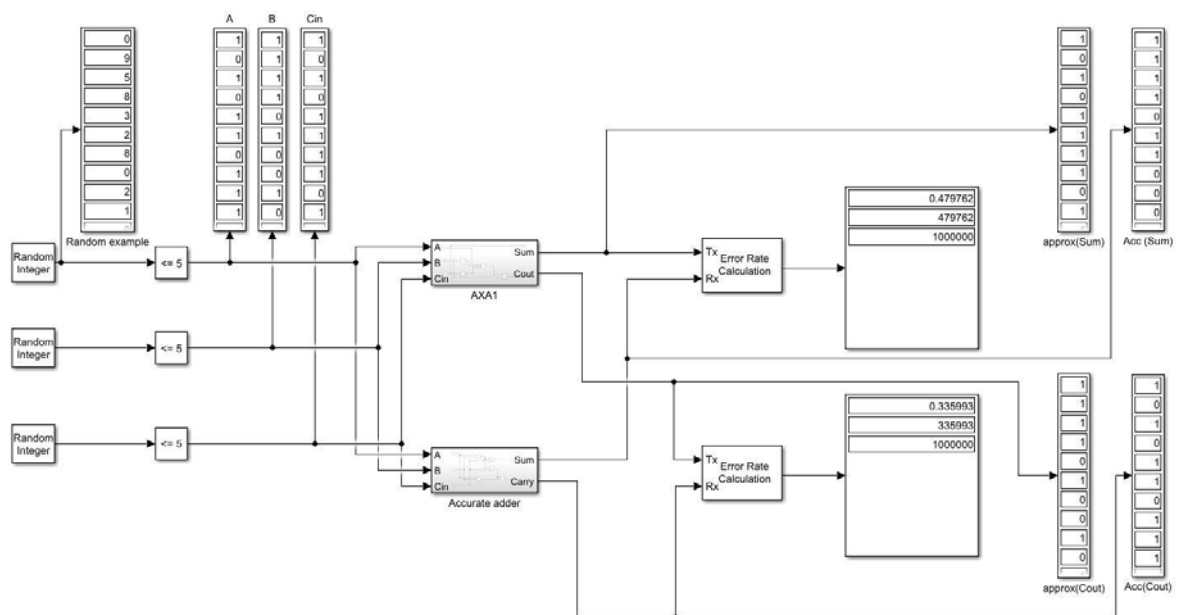 A B Cin
0
9
5
8
3
2
8
0
2
1
Random example
1
0
1
0
1
1
0
1
1
1
1
1
1
1
0
1
0
0
1
0
1
0
1
0
1
0
1
1
0
1
Random
Integer
<= 5
Random
Integer
<= 5
Random
Integer
<= 5
A
B
Cin
Sum
Cout
AXA1
A
B
Cin
Sum
Carry
Accurate adder
Tx
Rx
Error Rate
Calculation
0.479762
479762
1000000
Tx
Rx
Error Rate
Calculation
0.335993
335993
1000000
1
0
1
0
1
1
1
1
0
1
approx(Sum)
1
1
1
1
0
1
1
0
0
0
Acc (Sum)
1
1
1
1
0
1
0
0
1
0
approx(Cout)
1
0
1
0
1
1
0
1
1
1
Acc(Cout)